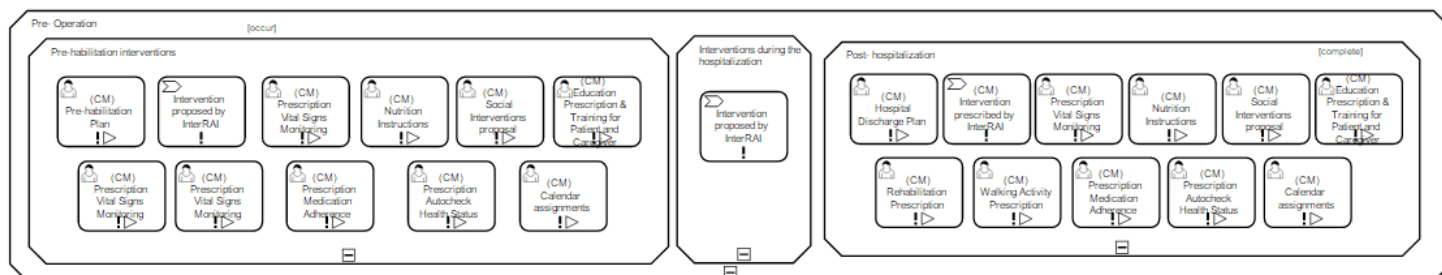 Pre- Operation
[occur]
Pre-habilitation interventions
(CM)
Pre-habilitation
Plan
Intervention
proposed by
InterRAI
(CM)
Prescription
Vital Signs
Monitoring
(CM)
Nutrition
Instructions
(CM)
Social
Interventions
proposal
(CM)
Education
Prescription &
Training for
Patient and
Caregiver
(CM)
Prescription
Vital Signs
Monitoring
(CM)
Prescription
Vital Signs
Monitoring
(CM)
Prescription
Medication
Adherence
(CM)
Prescription
Autocheck
Health Status
(CM)
Calendar
assignments
Interventions during the
hospitalization
Intervention
proposed by
InterRAI
Post- hospitalization
[complete]
(CM)
Hospital
Discharge Plan
(CM)
Intervention
prescribed by
InterRAI
(CM)
Prescription
Vital Signs
Monitoring
(CM)
Nutrition
Instructions
(CM)
Social
Interventions
proposal
(CM)
Education
Prescription &
Training for
Patient and
Caregiver
(CM)
Rehabilitation
Prescription
(CM)
Walking Activity
Prescription
(CM)
Prescription
Medication
Adherence
(CM)
Prescription
Autocheck
Health Status
(CM)
Calendar
assignments